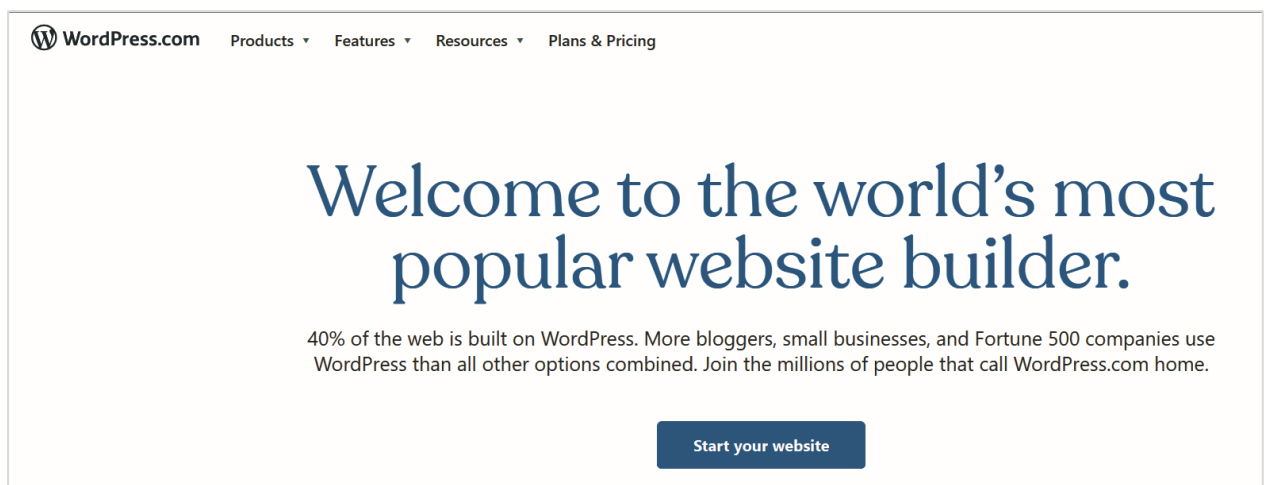 WordPress.com Products ▾ Features ▾ Resources ▾ Plans & Pricing
Welcome to the world’s most
popular website builder.
40% of the web is built on WordPress. More bloggers, small businesses, and Fortune 500 companies use
WordPress than all other options combined. Join the millions of people that call WordPress.com home.
Start your website